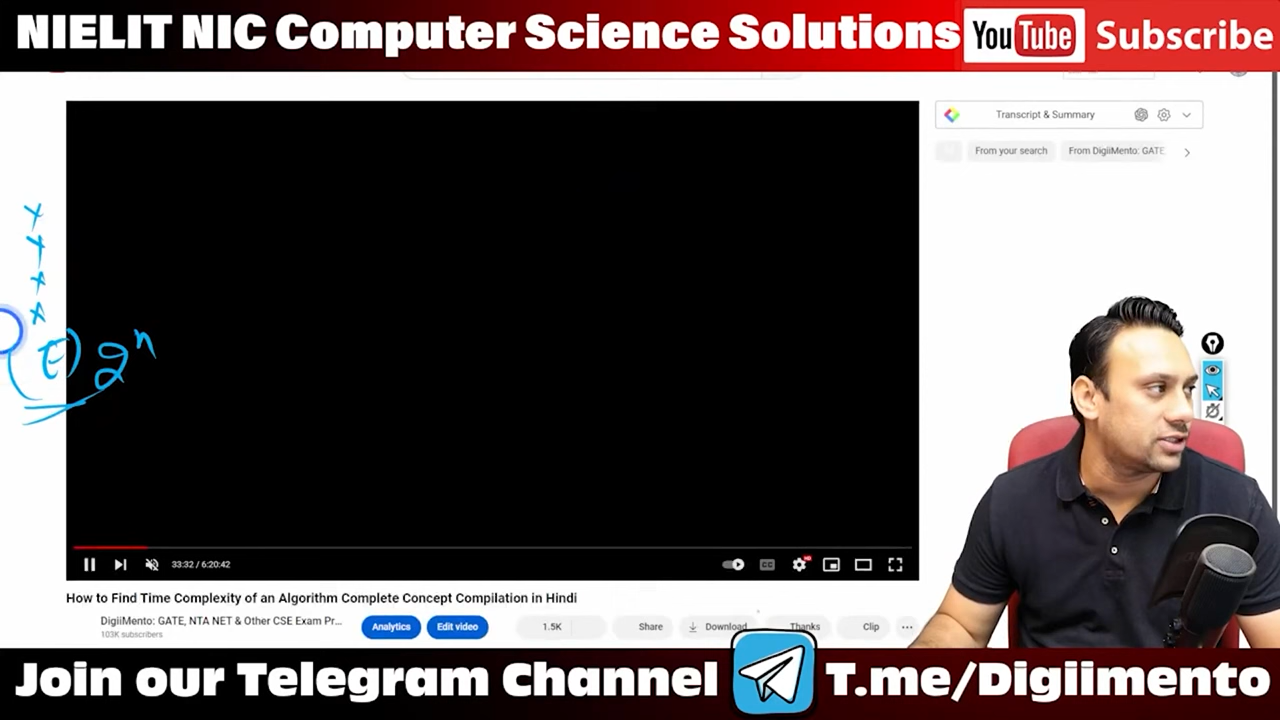 NIELIT NIC Computer Science Solutions YouTube Subscribe
Transcript & Summary
From your search From DigiiMento: GATE
x
x
x
x
E) 2^n
33:32 / 6:20:42 CC HD
How to Find Time Complexity of an Algorithm Complete Concept Compilation in Hindi
DigiiMento: GATE, NTA NET & Other CSE Exam Pr...
103K subscribers
Analytics Edit video 1.5K Share Download Thanks Clip ...
Join our Telegram Channel T.me/Digiimento